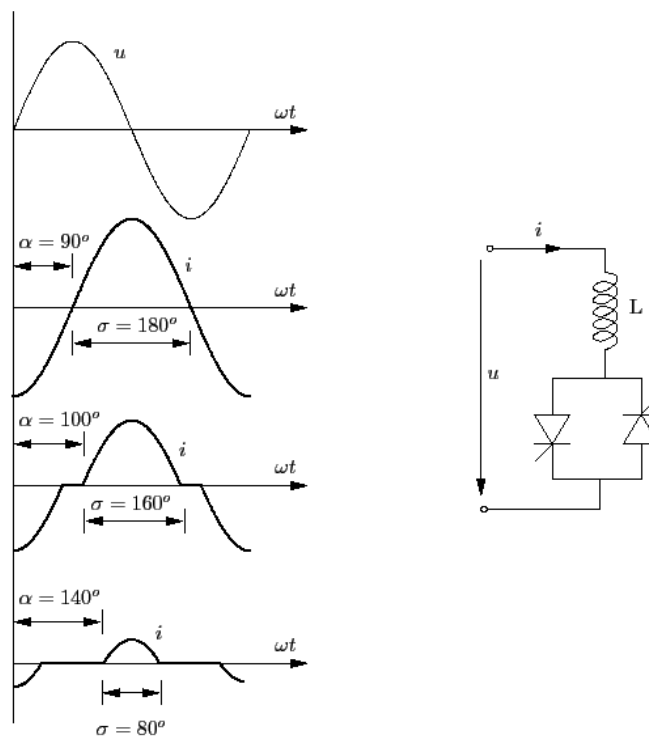 u
ωt
α = 90°
i
ωt
σ = 180°
α = 100°
i
ωt
σ = 160°
α = 140°
i
ωt
σ = 80°
i
L
u